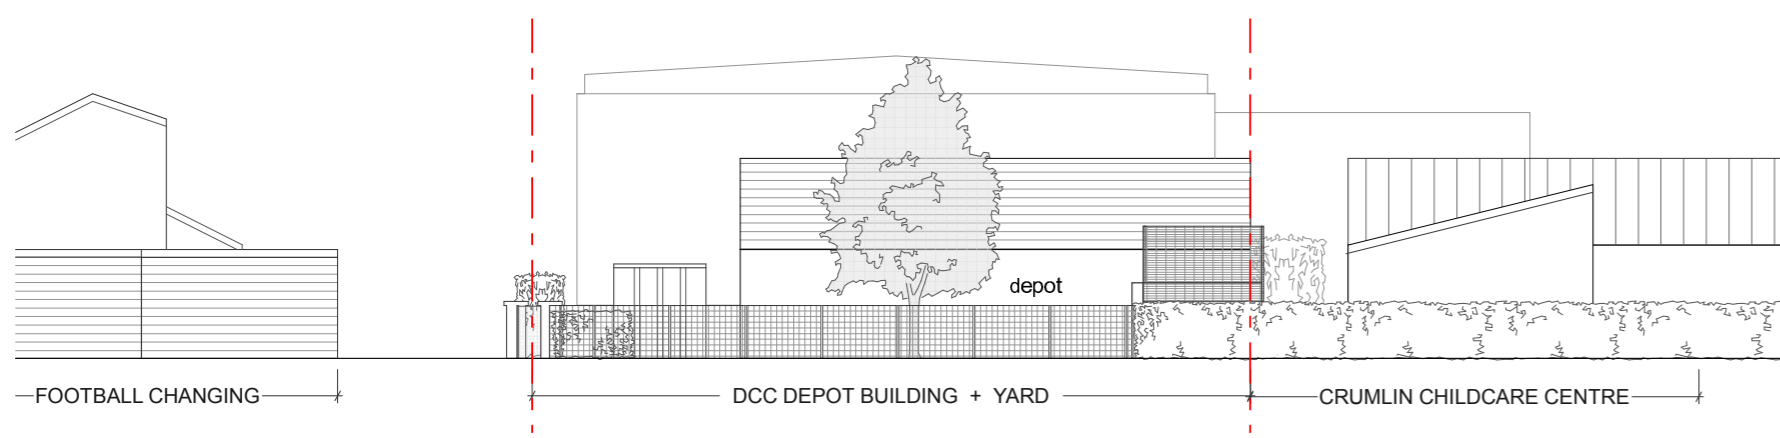 depot
FOOTBALL CHANGING
DCC DEPOT BUILDING + YARD
CRUMLIN CHILDCARE CENTRE